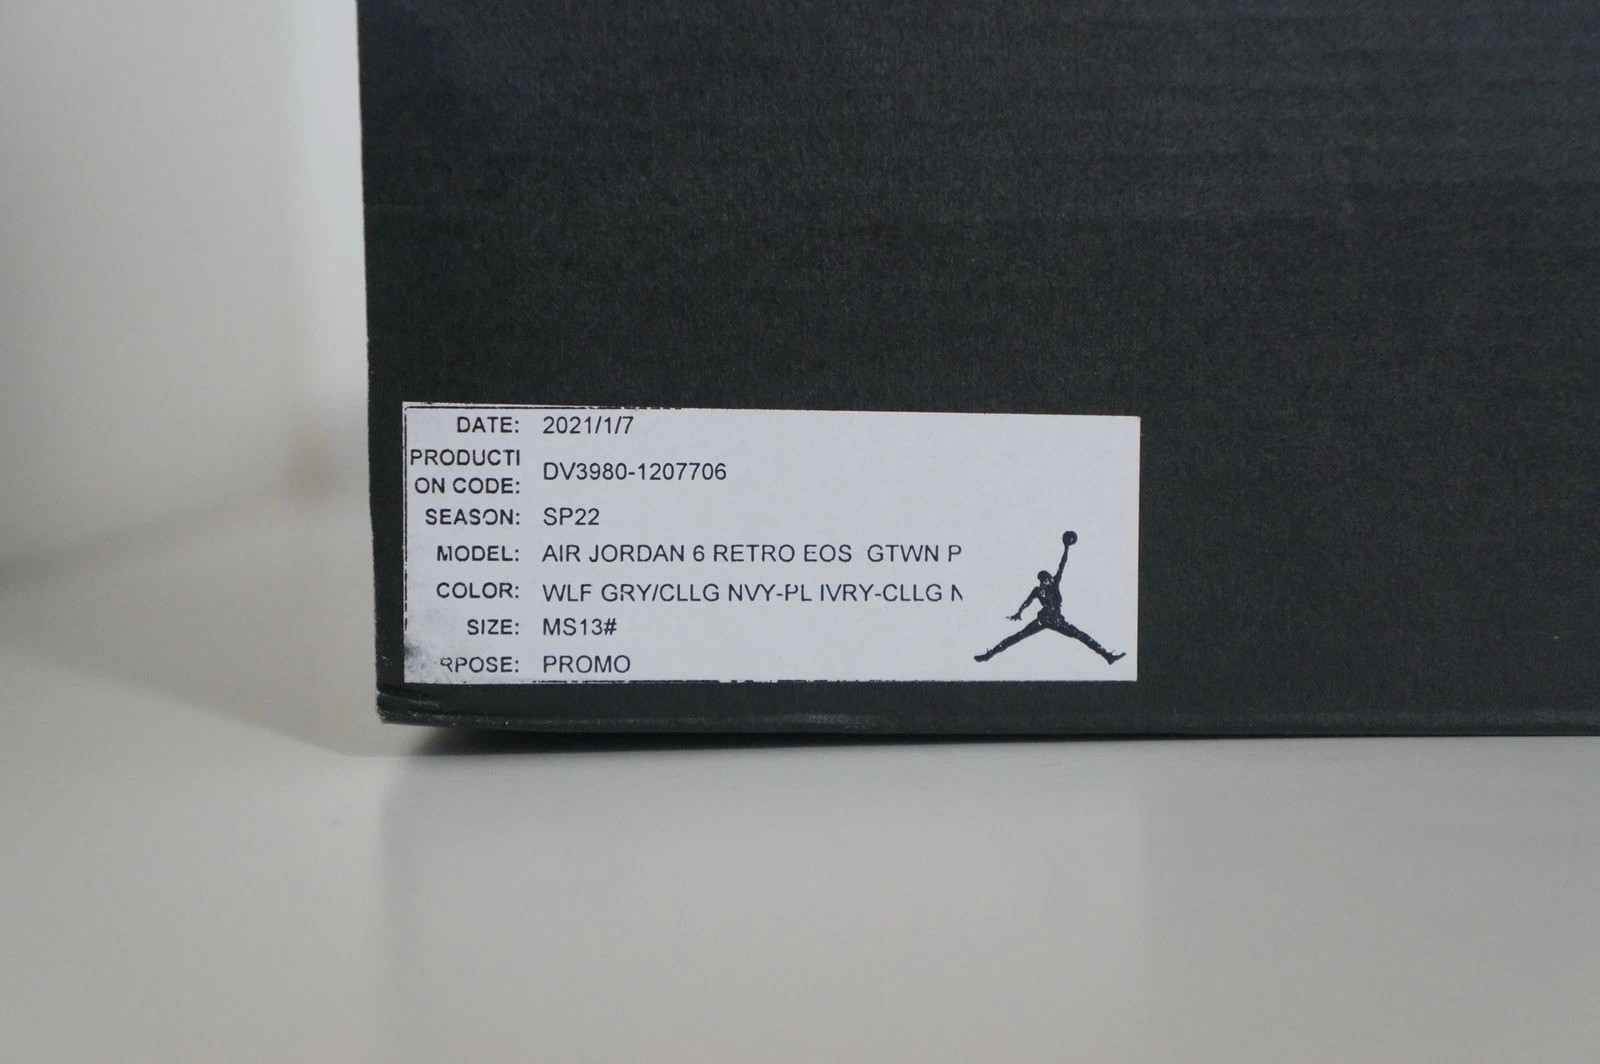 DATE: 2021/1/7
PRODUCTI
ON CODE: DV3980-1207706
SEASON: SP22
MODEL: AIR JORDAN 6 RETRO EOS GTWN P
COLOR: WLF GRY/CLLG NVY-PL IVRY-CLLG N
SIZE: MS13#
RPOSE: PROMO